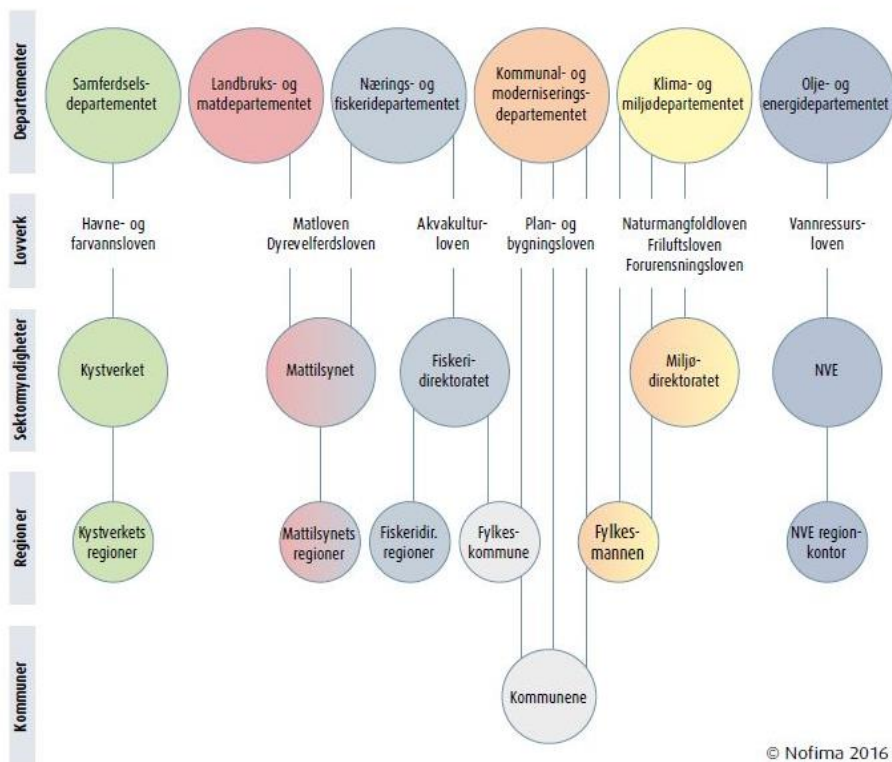 Departementer
Samferdsels-
departementet
Landbruks- og
matdepartementet
Nærings- og
fiskeridepartementet
Kommunal- og
moderniserings-
departementet
Klima- og
miljødepartementet
Olje- og
energidepartementet
Lovverk
Havne- og
farvannsloven
Matloven
Dyrevelferdsloven
Akvakultur-
loven
Plan- og
bygningsloven
Naturmangfoldloven
Friluftsloven
Forurensningsloven
Vannressurs-
loven
Sektomyndigheter
Kystverket
Mattilsynet
Fiskeri-
direktoratet
Miljø-
direktoratet
NVE
Regioner
Kystverkets
regioner
Mattilsynets
regioner
Fiskeridir.
regioner
Fylkes-
kommune
Fylkes-
mannen
NVE region-
kontor
Kommuner
Kommunene
© Nofima 2016